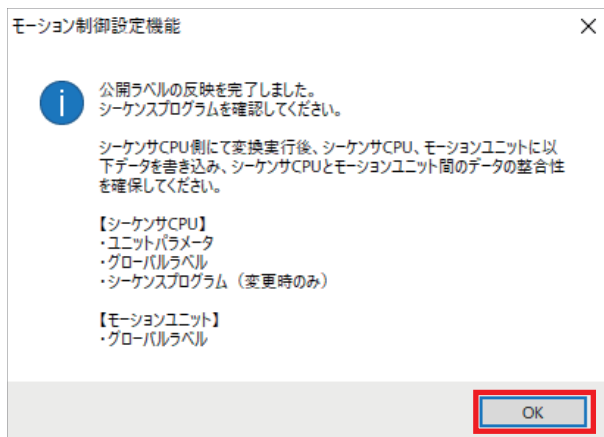 モーション制御設定機能
公開ラベルの反映を完了しました。
シーケンスプログラムを確認してください。
シーケンサCPU側にて変換実行後、シーケンサCPU、モーションユニットに以
下データを書き込み、シーケンサCPUとモーションユニット間のデータの整合性
を確保してください。
【シーケンサCPU】
・ユニットパラメータ
・グローバルラベル
・シーケンスプログラム（変更時のみ）
【モーションユニット】
・グローバルラベル
OK